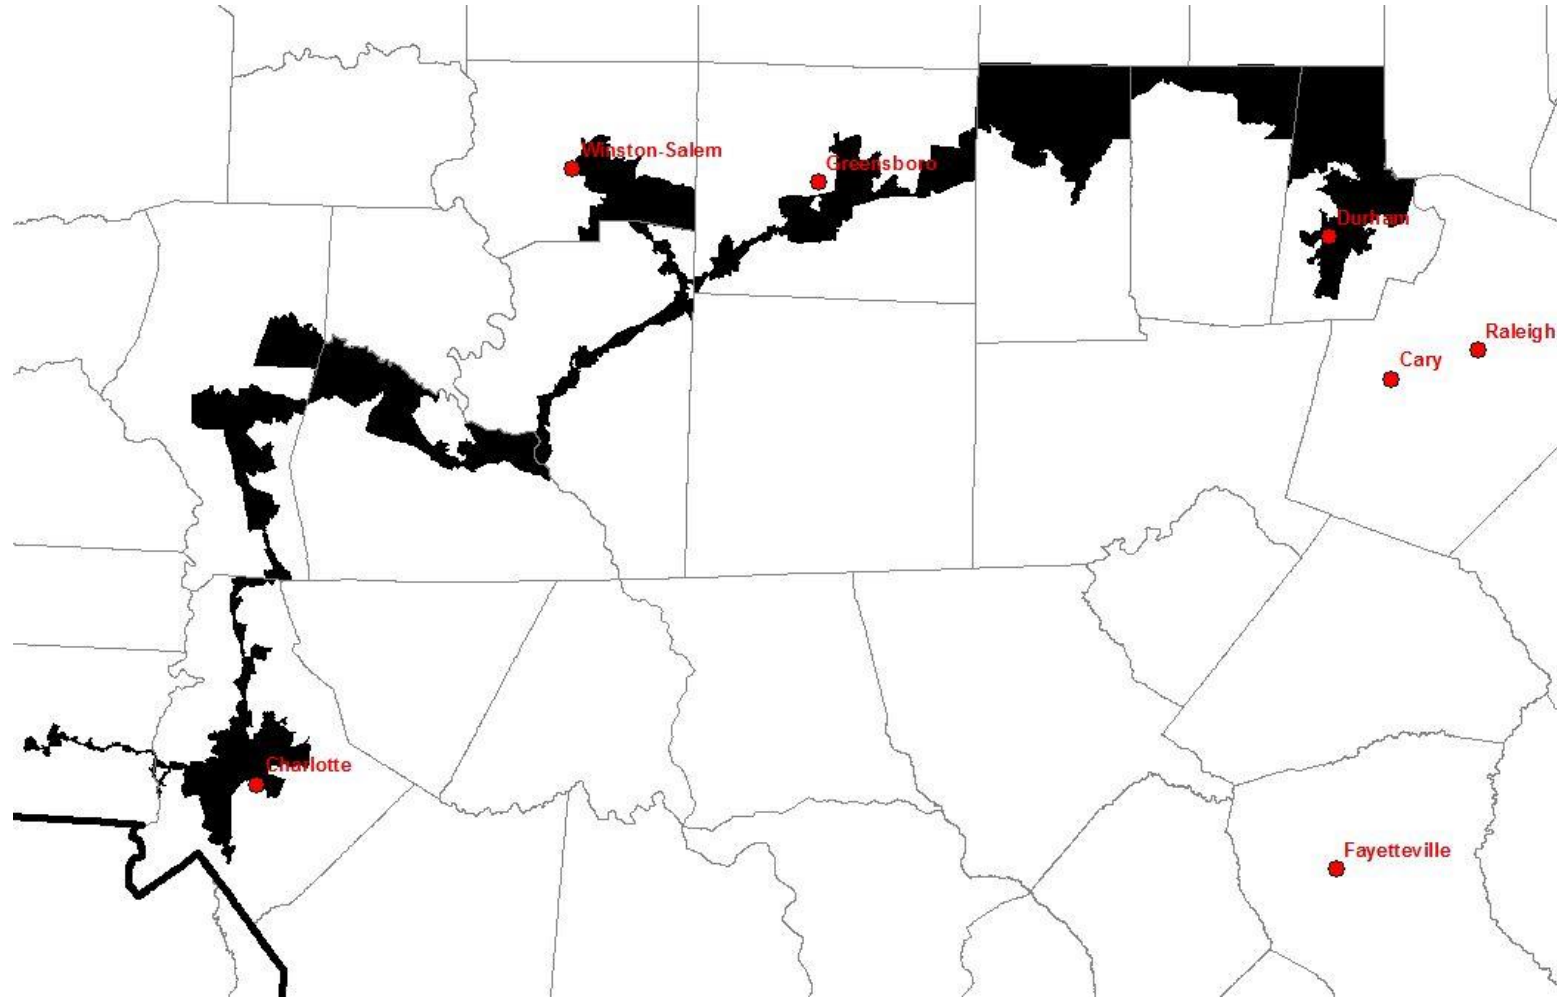 Winston-Salem
Greensboro
Durham
Raleigh
Cary
Charlotte
Fayetteville